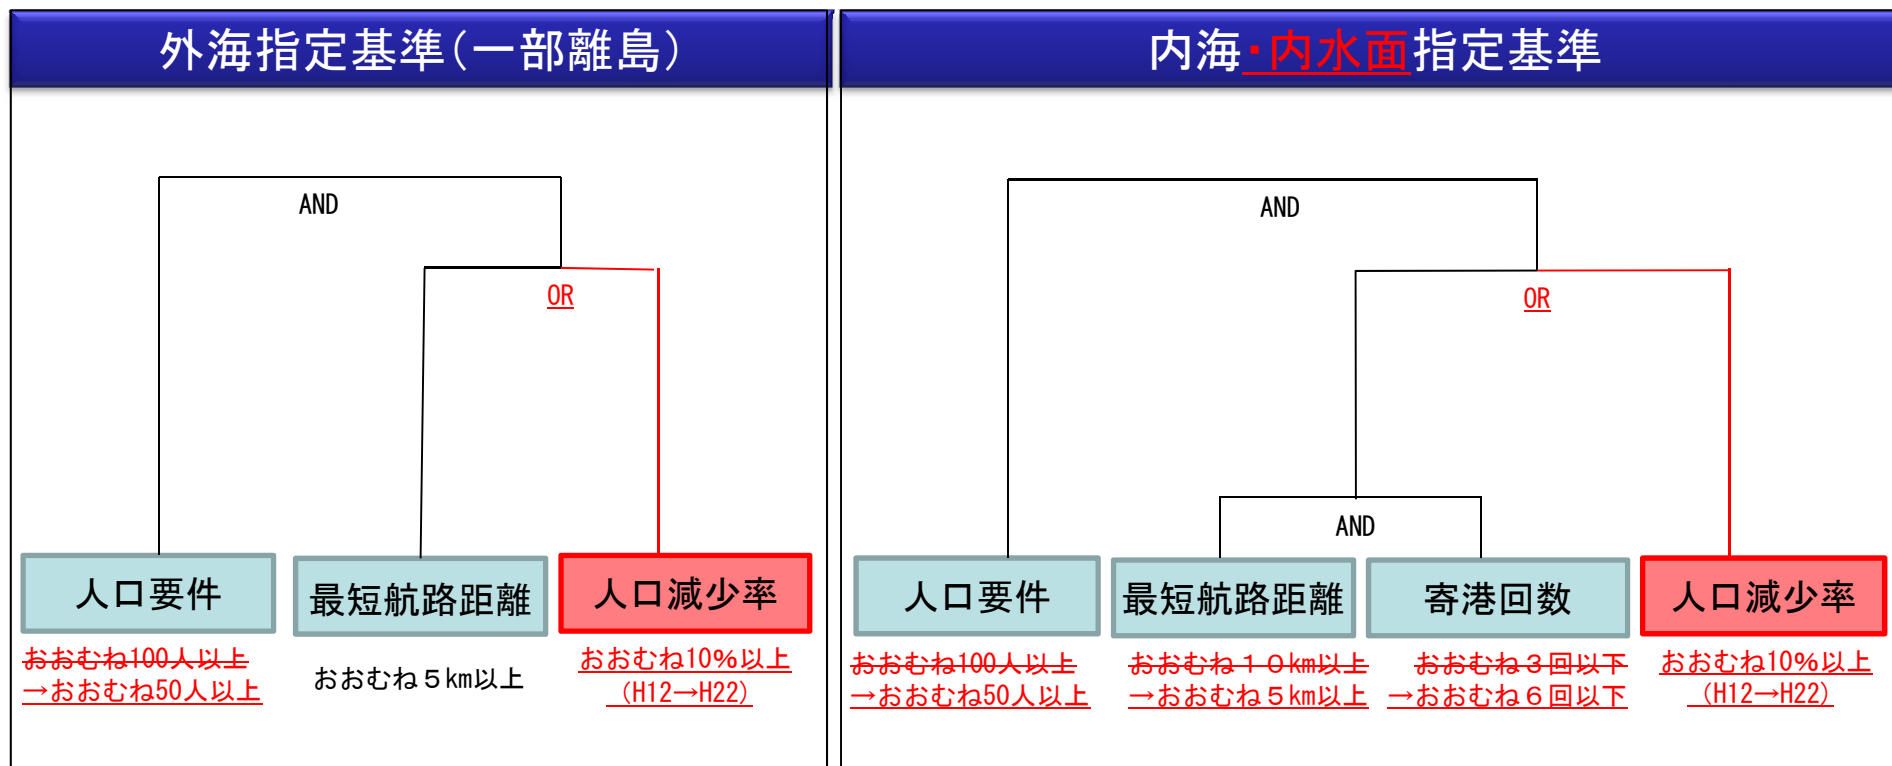 外海指定基準(一部離島)
AND
OR
人口要件
最短航路距離
人口減少率
おおむね100人以上
→おおむね50人以上
おおむね5km以上
おおむね10%以上
(H12→H22)
内海・内水面指定基準
AND
OR
AND
人口要件
最短航路距離
寄港回数
人口減少率
おおむね100人以上
→おおむね50人以上
おおむね10km以上
→おおむね5km以上
おおむね3回以下
→おおむね6回以下
おおむね10%以上
(H12→H22)